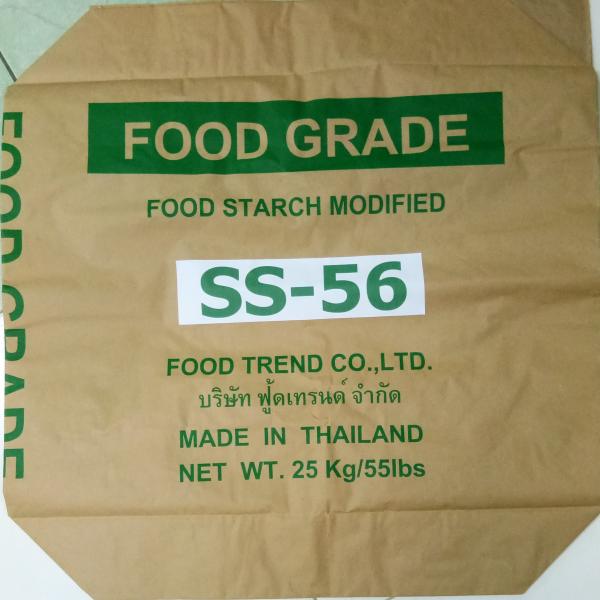 FOOD GRADE
FOOD GRADE
FOOD STARCH MODIFIED
SS-56
FOOD TREND CO.,LTD.
บริษัท ฟู้ดเทรนด์ จำกัด
MADE IN THAILAND
NET WT. 25 Kg/55lbs